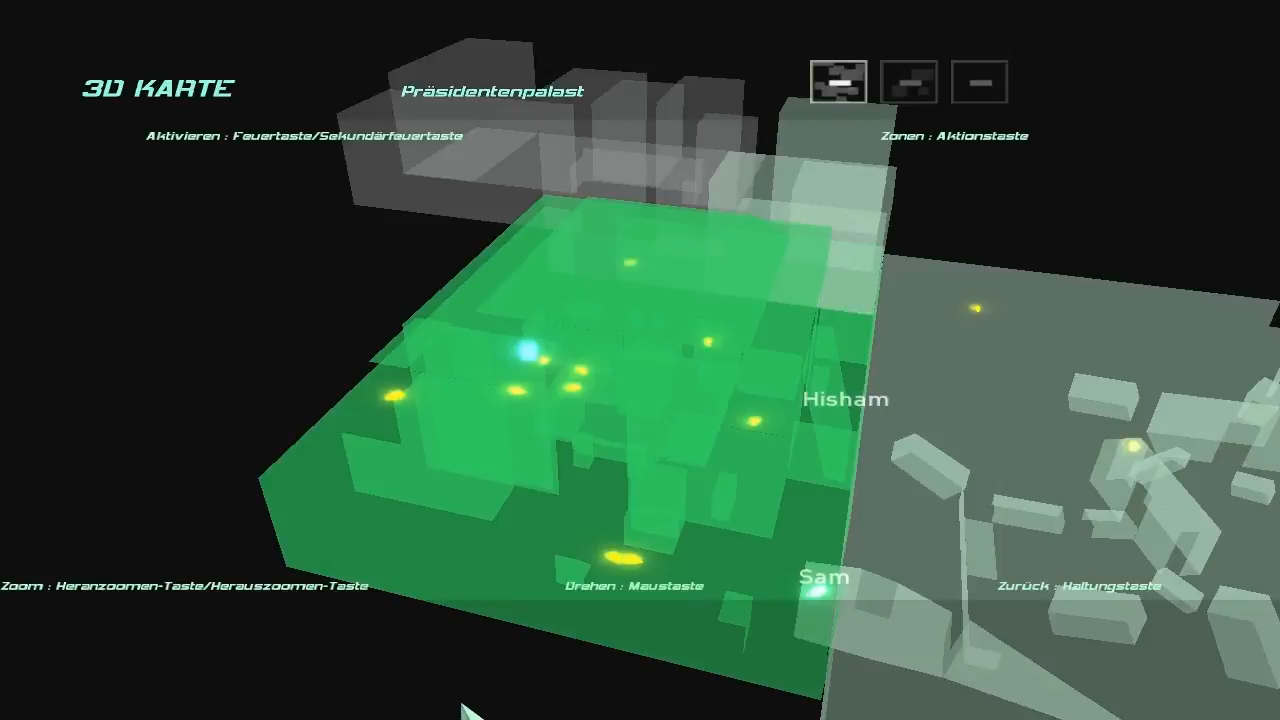 3D KARTE
Präsidentenpalast
Aktivieren : Feuertaste/Sekundärfeuertaste
Zonen : Aktionstaste
Hisham
Sam
Zoom : Heranzoomen-Taste/Herauszoomen-Taste
Drehen : Maustaste
Zurück : Haltungstaste